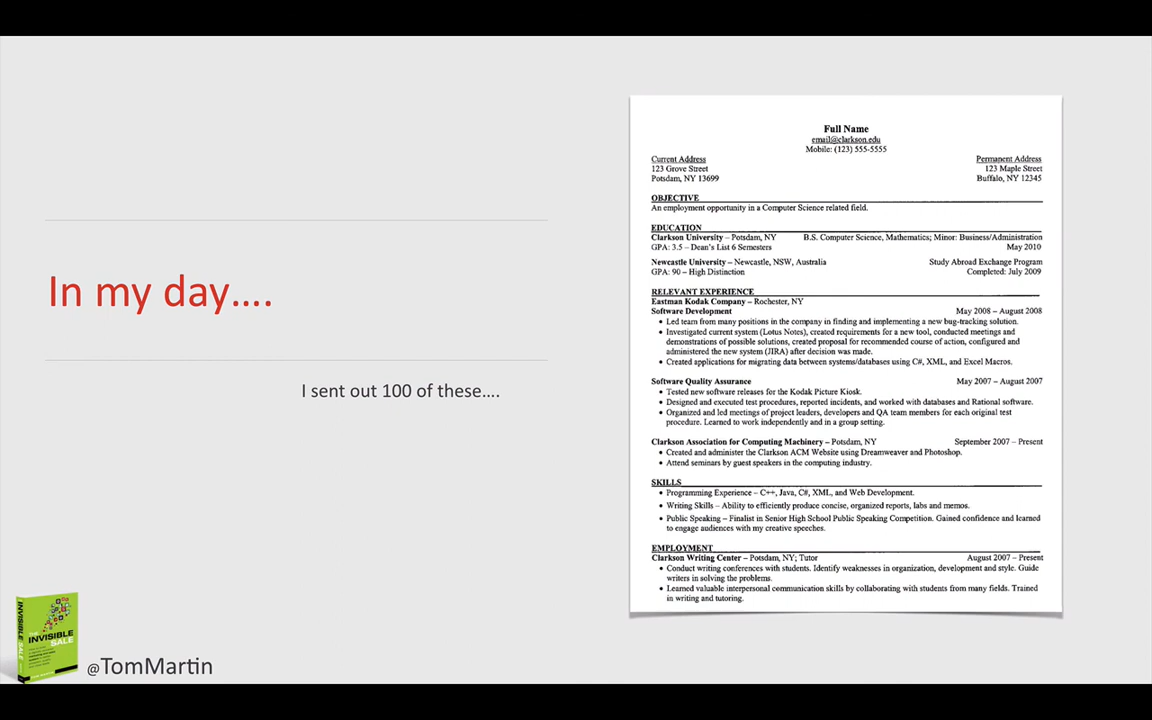 In my day....
I sent out 100 of these....
Full Name
email@clarkson.edu
Mobile: (123) 555-5555
Current Address Permanent Address
123 Grove Street 123 Maple Street
Potsdam, NY 13699 Buffalo, NY 12345
OBJECTIVE
An employment opportunity in a Computer Science related field.
EDUCATION
Clarkson University – Potsdam, NY B.S. Computer Science, Mathematics; Minor: Business/Administration
GPA: 3.5 – Dean's List 6 Semesters May 2010
Newcastle University – Newcastle, NSW, Australia Study Abroad Exchange Program
GPA: 90 – High Distinction Completed: July 2009
RELEVANT EXPERIENCE
Eastman Kodak Company – Rochester, NY
Software Development May 2008 – August 2008
• Led team from many positions in the company in finding and implementing a new bug-tracking solution.
• Investigated current system (Lotus Notes), created requirements for a new tool, conducted meetings and
demonstrations of possible solutions, created proposal for recommended course of action, configured and
administered the new system (JIRA) after decision was made.
• Created applications for migrating data between systems/databases using C#, XML, and Excel Macros.
Software Quality Assurance May 2007 – August 2007
• Tested new software releases for the Kodak Picture Kiosk.
• Designed and executed test procedures, reported incidents, and worked with databases and Rational software.
• Organized and led meetings of project leaders, developers and QA team members for each original test
procedure. Learned to work independently and in a group setting.
Clarkson Association for Computing Machinery – Potsdam, NY September 2007 – Present
• Created and administer the Clarkson ACM Website using Dreamweaver and Photoshop.
• Attend seminars by guest speakers in the computing industry.
SKILLS
• Programming Experience – C++, Java, C#, XML, and Web Development.
• Writing Skills – Ability to efficiently produce concise, organized reports, labs and memos.
• Public Speaking – Finalist in Senior High School Public Speaking Competition. Gained confidence and learned
to engage audiences with my creative speeches.
EMPLOYMENT
Clarkson Writing Center – Potsdam, NY; Tutor August 2007 – Present
• Conduct writing conferences with students. Identify weaknesses in organization, development and style. Guide
writers in solving the problems.
• Learned valuable interpersonal communication skills by collaborating with students from many fields. Trained
in writing and tutoring.
INVISIBLE SALE
INVISIBLE
SALE
@TomMartin